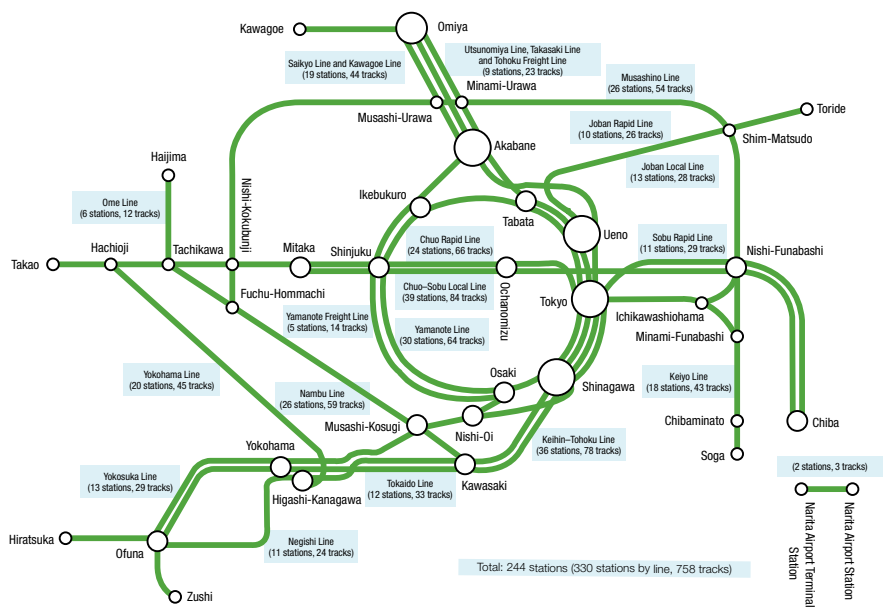 Kawagoe
Omiya
Saikyo Line and Kawagoe Line
(19 stations, 44 tracks)
Utsunomiya Line, Takasaki Line
and Tohoku Freight Line
(9 stations, 23 tracks)
Musashino Line
(26 stations, 54 tracks)
Minami-Urawa
Musashi-Urawa
Toride
Joban Rapid Line
(10 stations, 26 tracks)
Shim-Matsudo
Akabane
Haijima
Joban Local Line
(13 stations, 28 tracks)
Nishi-Kokubunji
Ikebukuro
Tabata
Ome Line
(6 stations, 12 tracks)
Ueno
Chuo Rapid Line
(24 stations, 66 tracks)
Sobu Rapid Line
(11 stations, 29 tracks)
Takao
Hachioji
Tachikawa
Mitaka
Shinjuku
Nishi-Funabashi
Chuo–Sobu Local Line
(39 stations, 84 tracks)
Ochanomizu
Fuchu-Hommachi
Tokyo
Ichikawashiohama
Yamanote Freight Line
(5 stations, 14 tracks)
Yamanote Line
(30 stations, 64 tracks)
Minami-Funabashi
Yokohama Line
(20 stations, 45 tracks)
Osaki
Shinagawa
Keiyo Line
(18 stations, 43 tracks)
Nambu Line
(26 stations, 59 tracks)
Musashi-Kosugi
Nishi-Oi
Chibaminato
Chiba
Keihin–Tohoku Line
(36 stations, 78 tracks)
Yokohama
Soga
Yokosuka Line
(13 stations, 29 tracks)
Higashi-Kanagawa
Tokaido Line
(12 stations, 33 tracks)
Kawasaki
(2 stations, 3 tracks)
Hiratsuka
Ofuna
Negishi Line
(11 stations, 24 tracks)
Narita Airport Terminal
Station
Narita Airport Station
Total: 244 stations (330 stations by line, 758 tracks)
Zushi